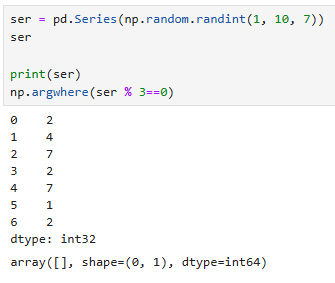 ser = pd.Series(np.random.randint(1, 10, 7))
ser
print(ser)
np.argwhere(ser % 3==0)
0    2
1    4
2    7
3    2
4    7
5    1
6    2
dtype: int32
array([], shape=(0, 1), dtype=int64)